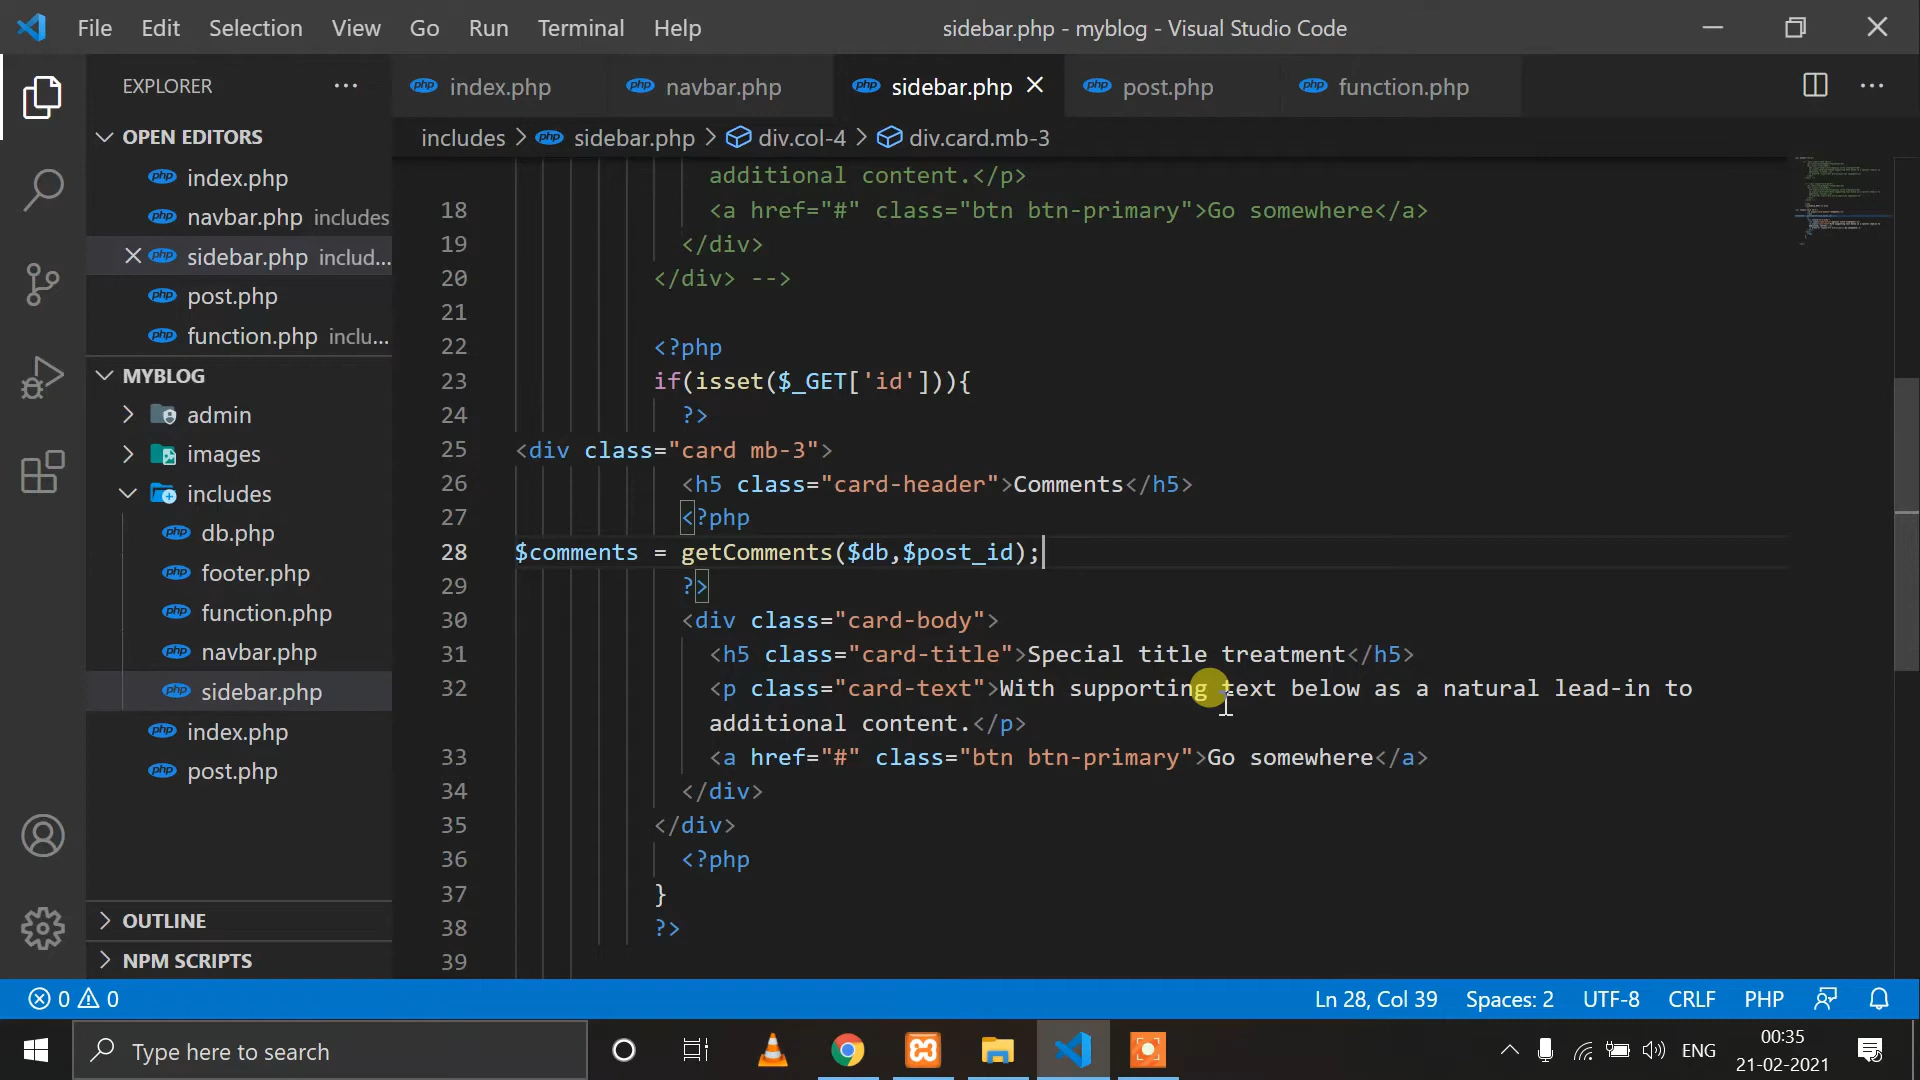 File Edit Selection View Go Run Terminal Help
sidebar.php - myblog - Visual Studio Code
EXPLORER
index.php navbar.php sidebar.php post.php function.php
includes > sidebar.php > div.col-4 > div.card.mb-3
OPEN EDITORS
index.php
navbar.php includes
sidebar.php includ...
post.php
function.php inclu...
MYBLOG
admin
images
includes
db.php
footer.php
function.php
navbar.php
sidebar.php
index.php
post.php
OUTLINE
NPM SCRIPTS
additional content.</p>
18 <a href="#" class="btn btn-primary">Go somewhere</a>
19 </div>
20 </div> -->
21
22 <?php
23 if(isset($_GET['id'])){
24 ?>
25 <div class="card mb-3">
26 <h5 class="card-header">Comments</h5>
27 <?php
28 $comments = getComments($db,$post_id);
29 ?>
30 <div class="card-body">
31 <h5 class="card-title">Special title treatment</h5>
32 <p class="card-text">With supporting text below as a natural lead-in to
additional content.</p>
33 <a href="#" class="btn btn-primary">Go somewhere</a>
34 </div>
35 </div>
36 <?php
37 }
38 ?>
39
0 0 Ln 28, Col 39 Spaces: 2 UTF-8 CRLF PHP
Type here to search
ENG
00:35
21-02-2021